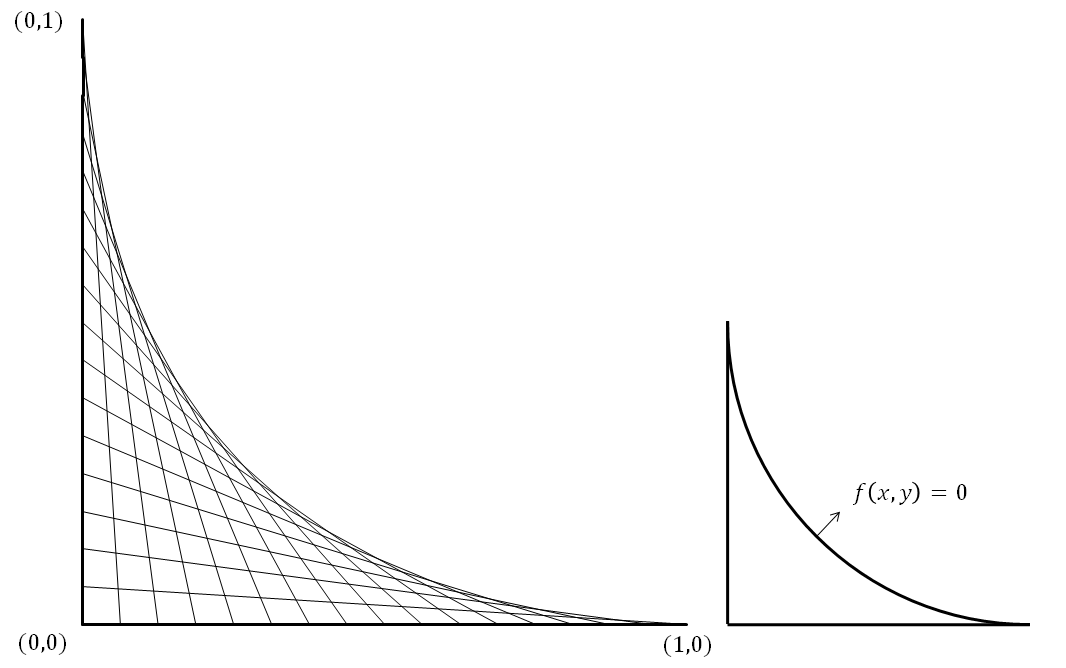 (0,1)
f(x, y) = 0
(0,0)
(1,0)